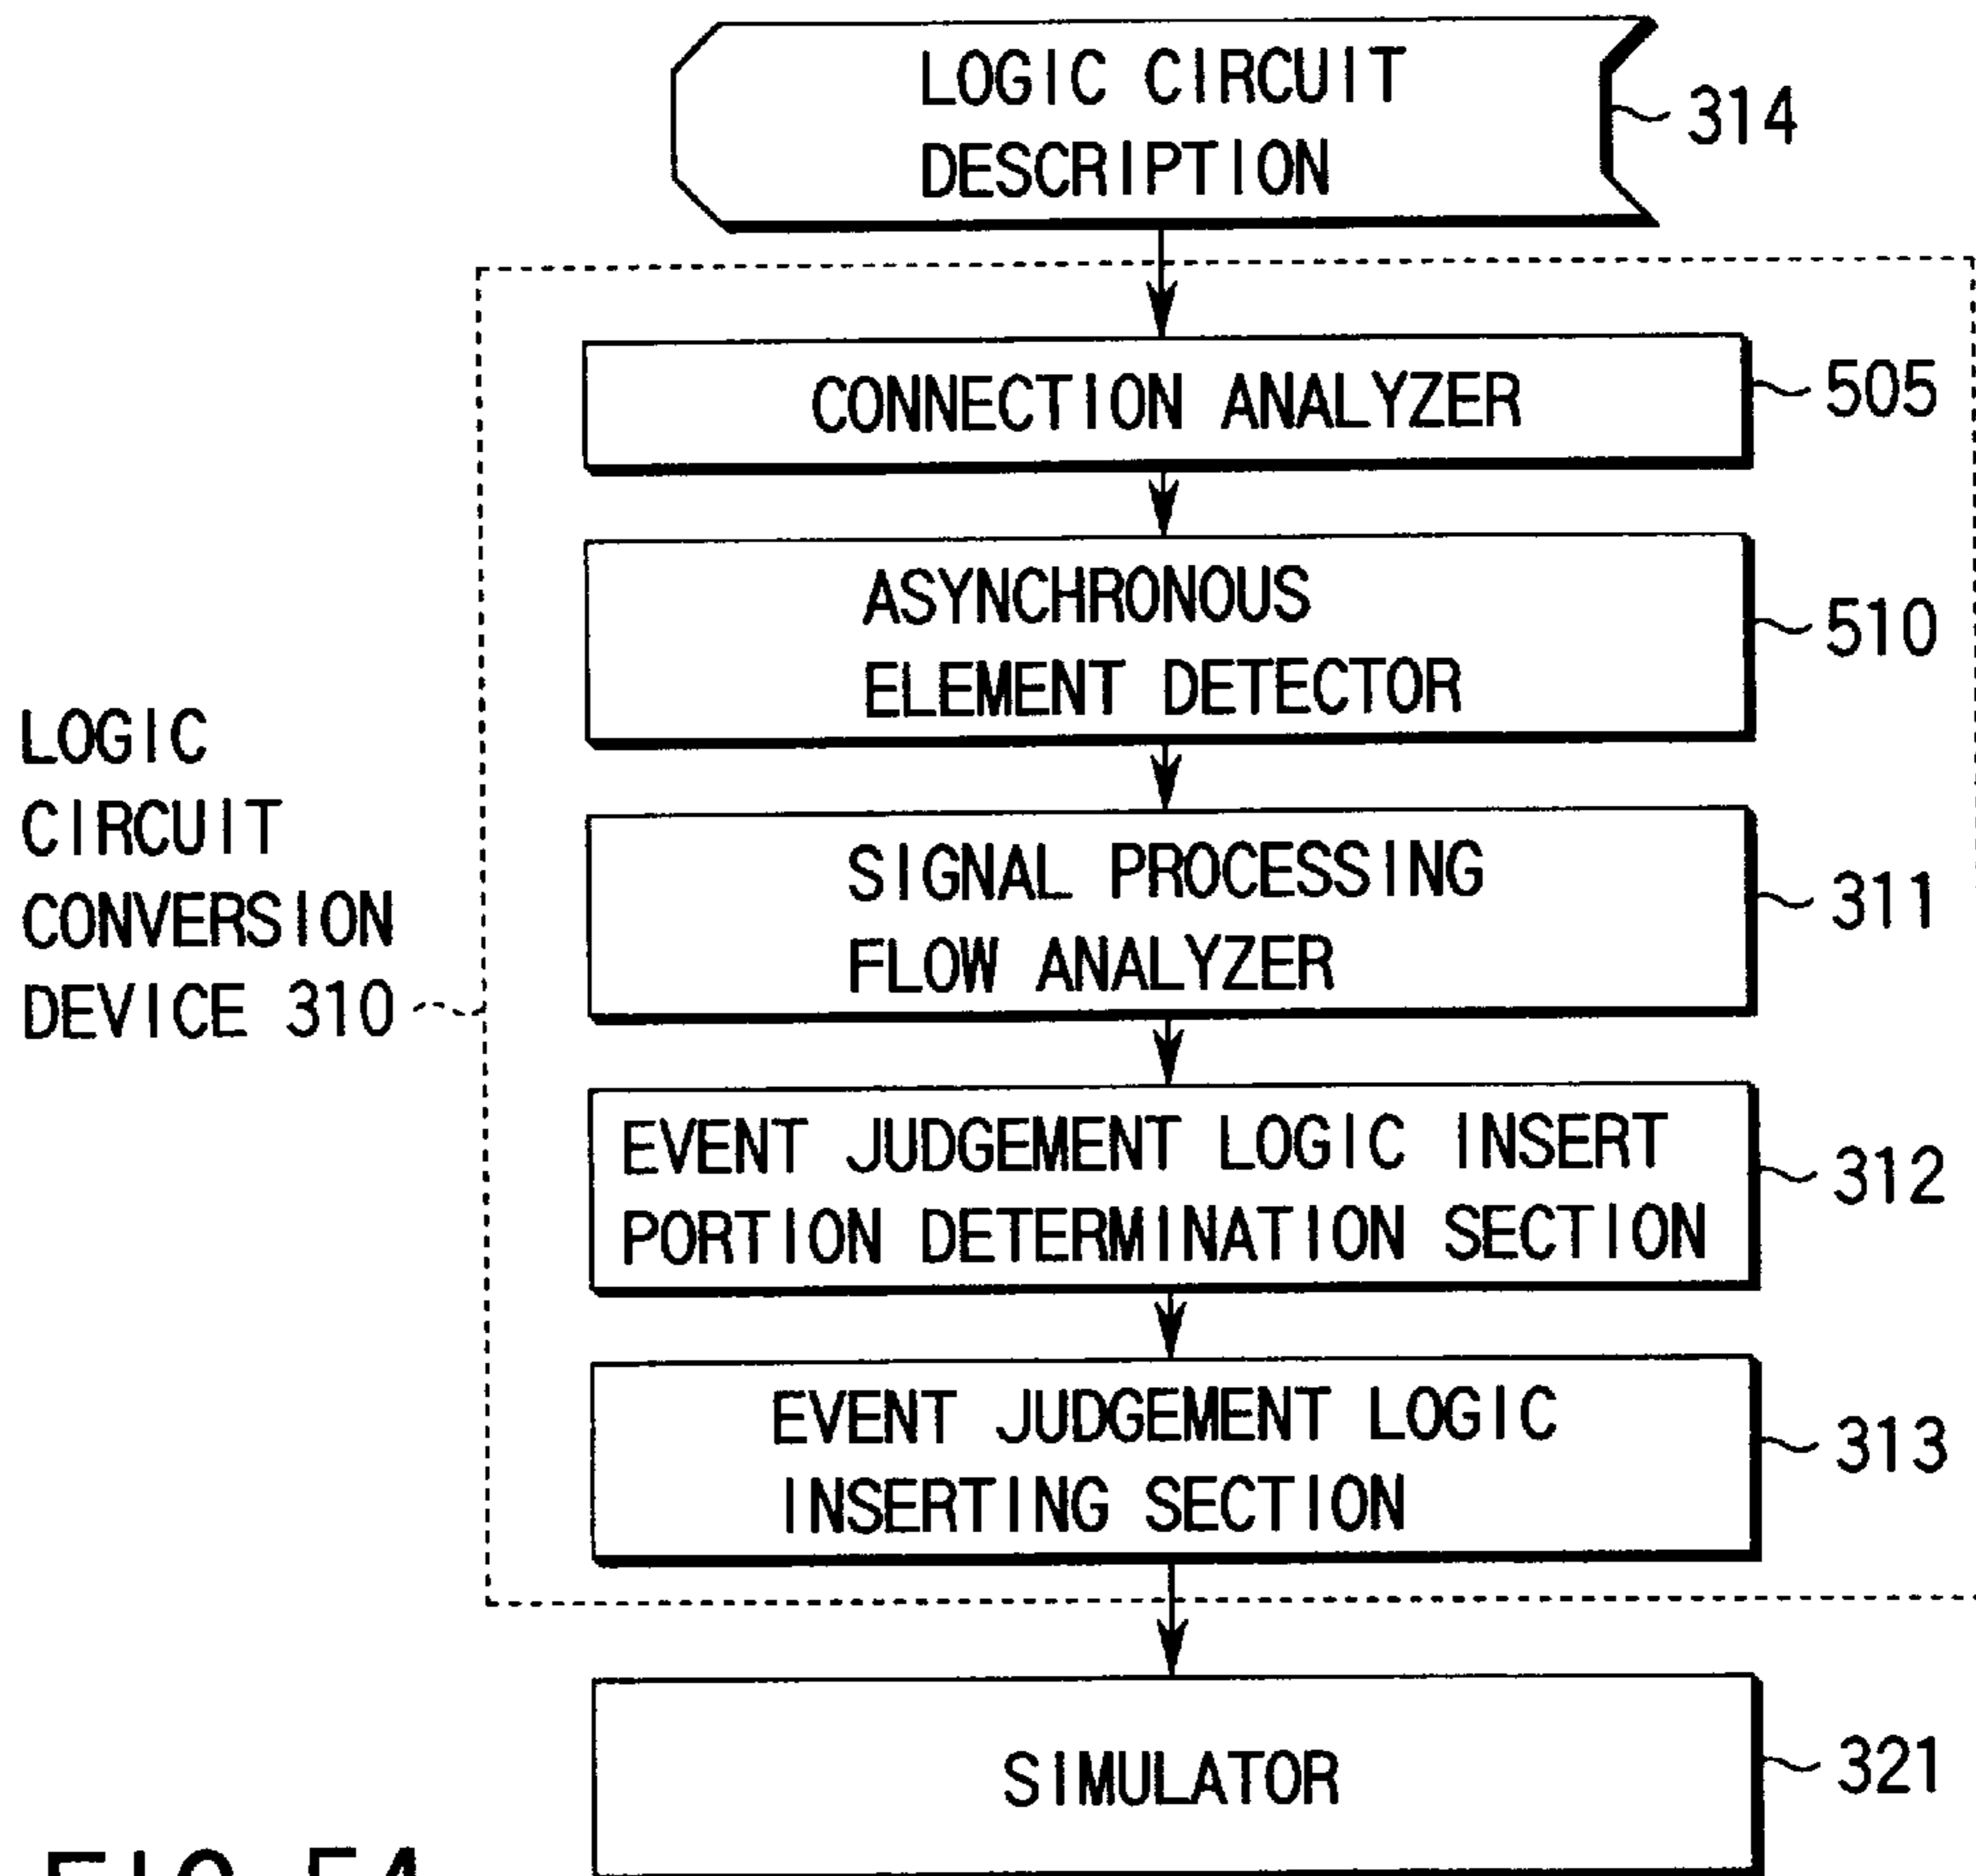 LOGIC CIRCUIT
DESCRIPTION
314
CONNECTION ANALYZER
505
ASYNCHRONOUS
ELEMENT DETECTOR
510
LOGIC
CIRCUIT
CONVERSION
DEVICE 310
SIGNAL PROCESSING
FLOW ANALYZER
311
EVENT JUDGEMENT LOGIC INSERT
PORTION DETERMINATION SECTION
312
EVENT JUDGEMENT LOGIC
INSERTING SECTION
313
SIMULATOR
321